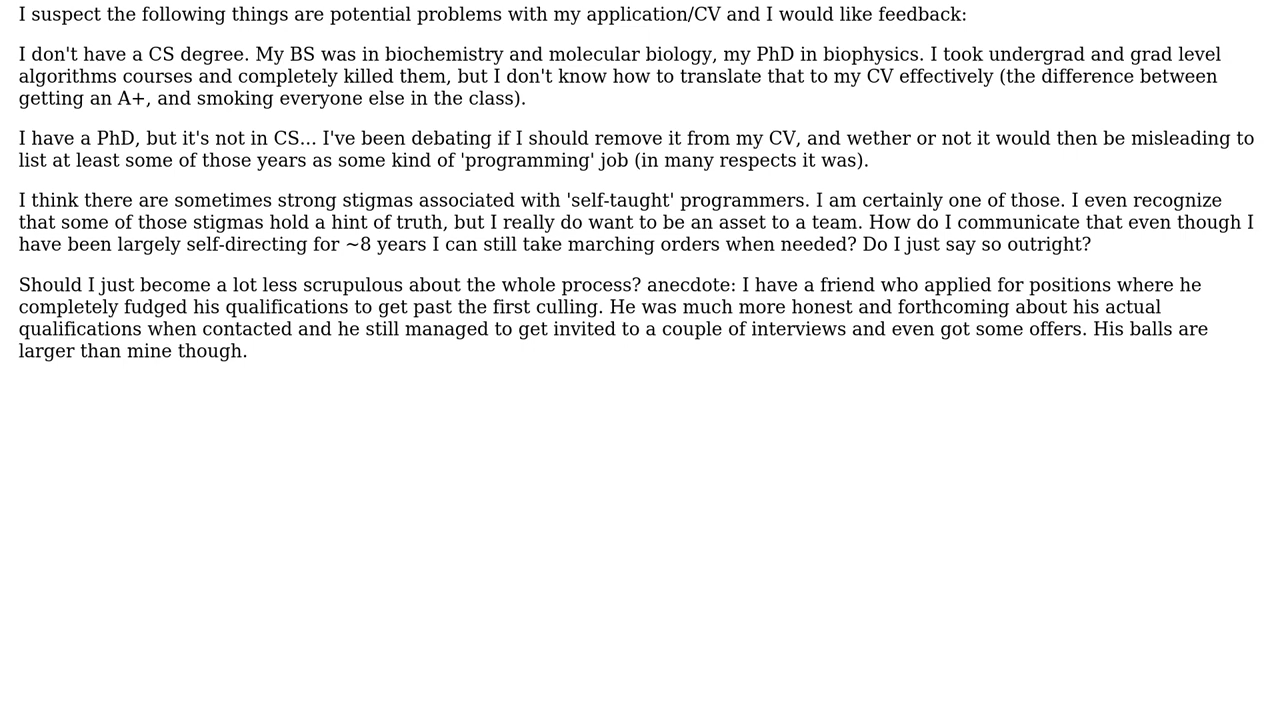 I suspect the following things are potential problems with my application/CV and I would like feedback:
I don't have a CS degree. My BS was in biochemistry and molecular biology, my PhD in biophysics. I took undergrad and grad level
algorithms courses and completely killed them, but I don't know how to translate that to my CV effectively (the difference between
getting an A+, and smoking everyone else in the class).
I have a PhD, but it's not in CS... I've been debating if I should remove it from my CV, and wether or not it would then be misleading to
list at least some of those years as some kind of 'programming' job (in many respects it was).
I think there are sometimes strong stigmas associated with 'self-taught' programmers. I am certainly one of those. I even recognize
that some of those stigmas hold a hint of truth, but I really do want to be an asset to a team. How do I communicate that even though I
have been largely self-directing for ~8 years I can still take marching orders when needed? Do I just say so outright?
Should I just become a lot less scrupulous about the whole process? anecdote: I have a friend who applied for positions where he
completely fudged his qualifications to get past the first culling. He was much more honest and forthcoming about his actual
qualifications when contacted and he still managed to get invited to a couple of interviews and even got some offers. His balls are
larger than mine though.